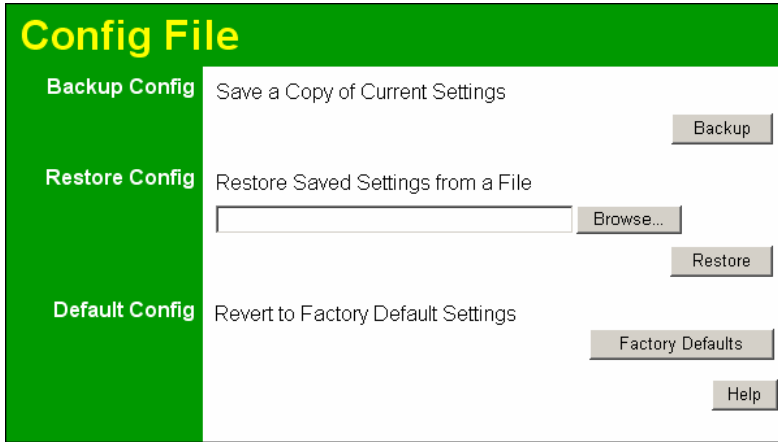 Config File
Backup Config
Save a Copy of Current Settings
Backup
Restore Config
Restore Saved Settings from a File
Browse...
Restore
Default Config
Revert to Factory Default Settings
Factory Defaults
Help